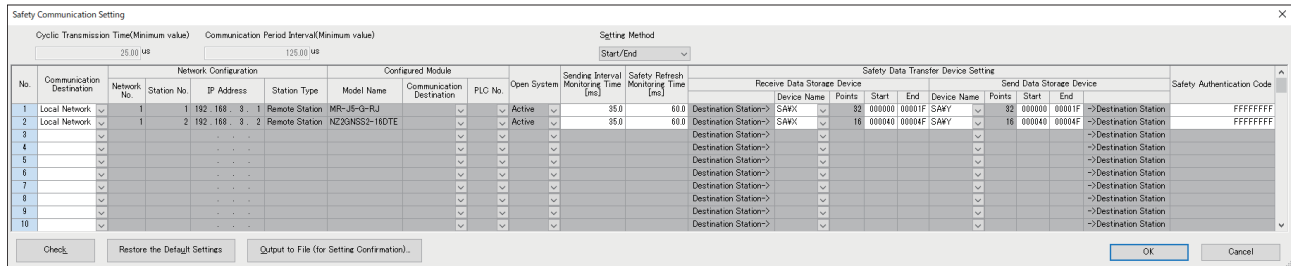 Safety Communication Setting
Cyclic Transmission Time(Minimum value) Communication Period Interval(Minimum value) Setting Method
25.00 us 125.00 us Start/End
No. Communication Destination Network Configuration Configured Module Open System Sending Interval Monitoring Time [ms] Safety Refresh Monitoring Time [ms] Safety Data Transfer Device Setting Safety Authentication Code
Receive Data Storage Device Send Data Storage Device
Network No. Station No. IP Address Station Type Model Name Communication Destination PLC No. Device Name Points Start End Device Name Points Start End
1 Local Network 1 1 192.168. 3. 1 Remote Station MR-J5-G-RJ Active 35.0 60.0 Destination Station-> SA¥X 32 000000 00001F SA¥Y 32 000000 00001F ->Destination Station FFFFFFFF
2 Local Network 1 2 192.168. 3. 2 Remote Station NZ2GNSS2-16DTE Active 35.0 60.0 Destination Station-> SA¥X 16 000040 00004F SA¥Y 16 000040 00004F ->Destination Station FFFFFFFF
3 . . . Destination Station-> ->Destination Station
4 . . . Destination Station-> ->Destination Station
5 . . . Destination Station-> ->Destination Station
6 . . . Destination Station-> ->Destination Station
7 . . . Destination Station-> ->Destination Station
8 . . . Destination Station-> ->Destination Station
9 . . . Destination Station-> ->Destination Station
10 . . . Destination Station-> ->Destination Station
Check Restore the Default Settings Output to File (for Setting Confirmation)... OK Cancel